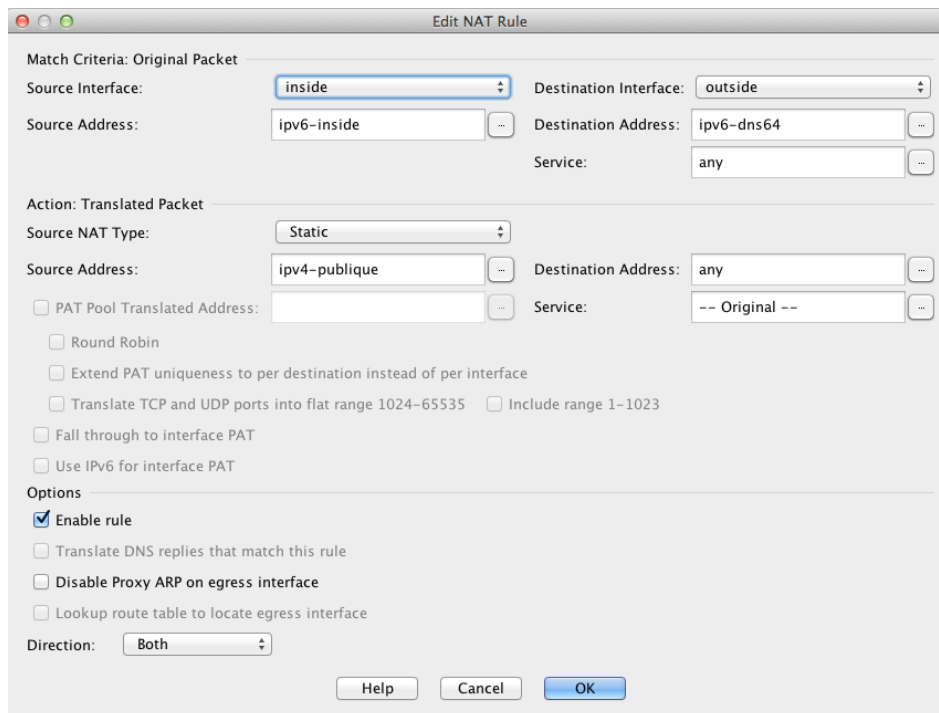 Edit NAT Rule
Match Criteria: Original Packet
Source Interface: inside Destination Interface: outside
Source Address: ipv6-inside ... Destination Address: ipv6-dns64 ...
Service: any ...
Action: Translated Packet
Source NAT Type: Static
Source Address: ipv4-publique ... Destination Address: any ...
PAT Pool Translated Address: ... Service: -- Original -- ...
Round Robin
Extend PAT uniqueness to per destination instead of per interface
Translate TCP and UDP ports into flat range 1024-65535 Include range 1-1023
Fall through to interface PAT
Use IPv6 for interface PAT
Options
Enable rule
Translate DNS replies that match this rule
Disable Proxy ARP on egress interface
Lookup route table to locate egress interface
Direction: Both
Help Cancel OK